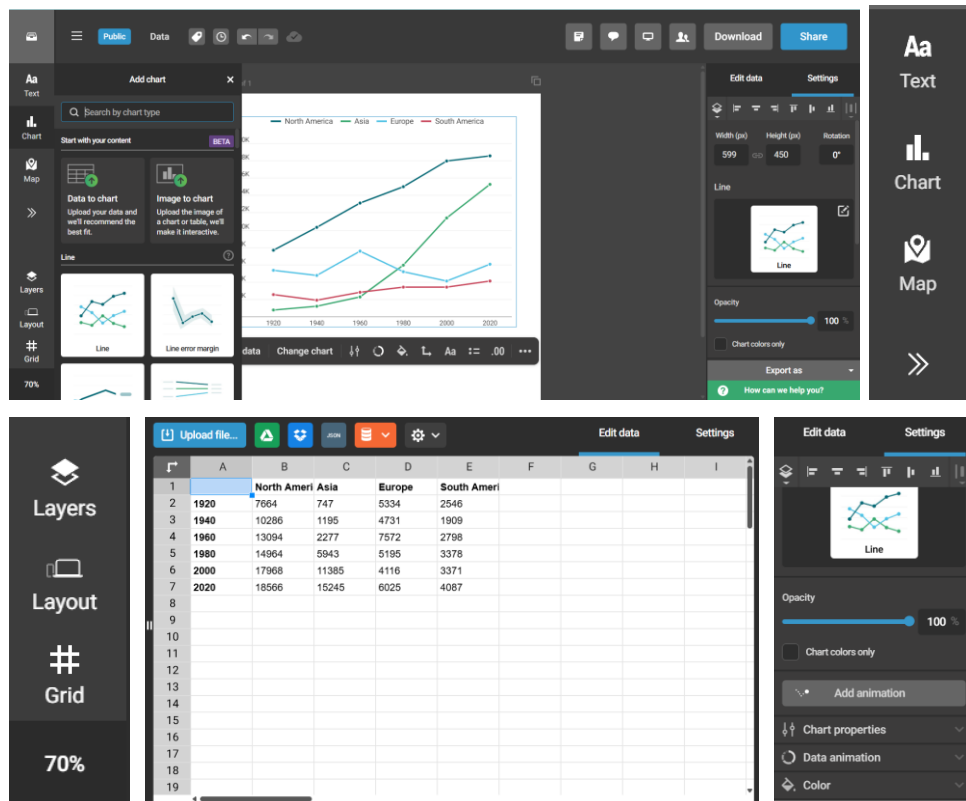 Public Data Download Share
Aa
Text
Chart
Map
Layers
Layout
Grid
70%
Add chart
Search by chart type
Start with your content BETA
Data to chart
Upload your data and
we'll recommend the
best fit.
Image to chart
Upload the image of
a chart or table, we'll
make it interactive.
Line
Line
Line error margin
of 1
North America Asia Europe South America
1920 1940 1960 1980 2000 2020
data Change chart Aa .00
Edit data Settings
Width (px) Height (px) Rotation
599 450 0°
Line
Line
Opacity
100 %
Chart colors only
Export as
How can we help you?
Aa
Text
Chart
Map
Layers
Layout
Grid
70%
Upload file... JSON Edit data Settings
A B C D E F G H I
1 North Ameri Asia Europe South Ameri
2 1920 7664 747 5334 2546
3 1940 10286 1195 4731 1909
4 1960 13094 2277 7572 2798
5 1980 14964 5943 5195 3378
6 2000 17968 11385 4116 3371
7 2020 18566 15245 6025 4087
8
9
10
11
12
13
14
15
16
17
18
19
Edit data Settings
Line
Opacity
100 %
Chart colors only
Add animation
Chart properties
Data animation
Color